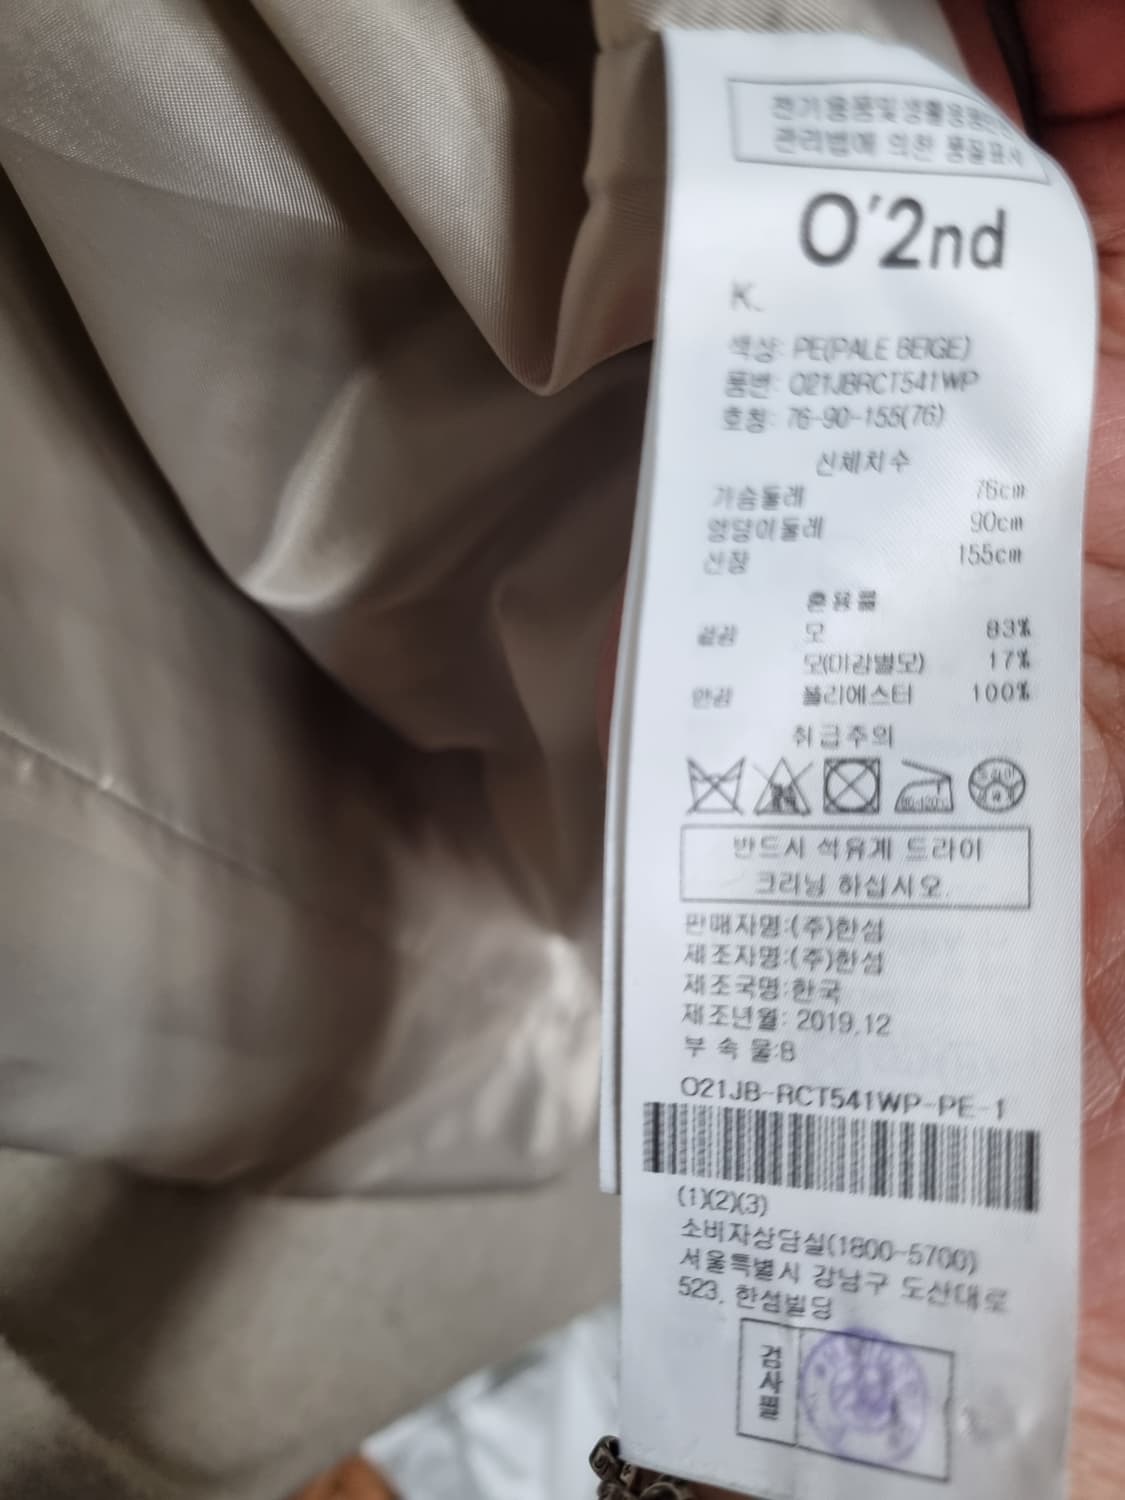 전기용품및생활용품안전
관리법에 의한 품질표시
O'2nd
K.
색상: PE(PALE BEIGE)
품번: O21JBRCT541WP
호칭: 76-90-155(76)
신체치수
가슴둘레 76cm
엉덩이둘레 90cm
신장 155cm
혼용률
겉감 모 83%
모(미감별모) 17%
안감 폴리에스터 100%
취급주의
80-120℃
반드시 석유계 드라이
크리닝 하십시오.
판매자명:(주)한섬
제조자명:(주)한섬
제조국명:한국
제조년월: 2019.12
부 속 물:B
O21JB-RCT541WP-PE-1
(1)(2)(3)
소비자상담실(1800-5700)
서울특별시 강남구 도산대로
523, 한섬빌딩
검사필